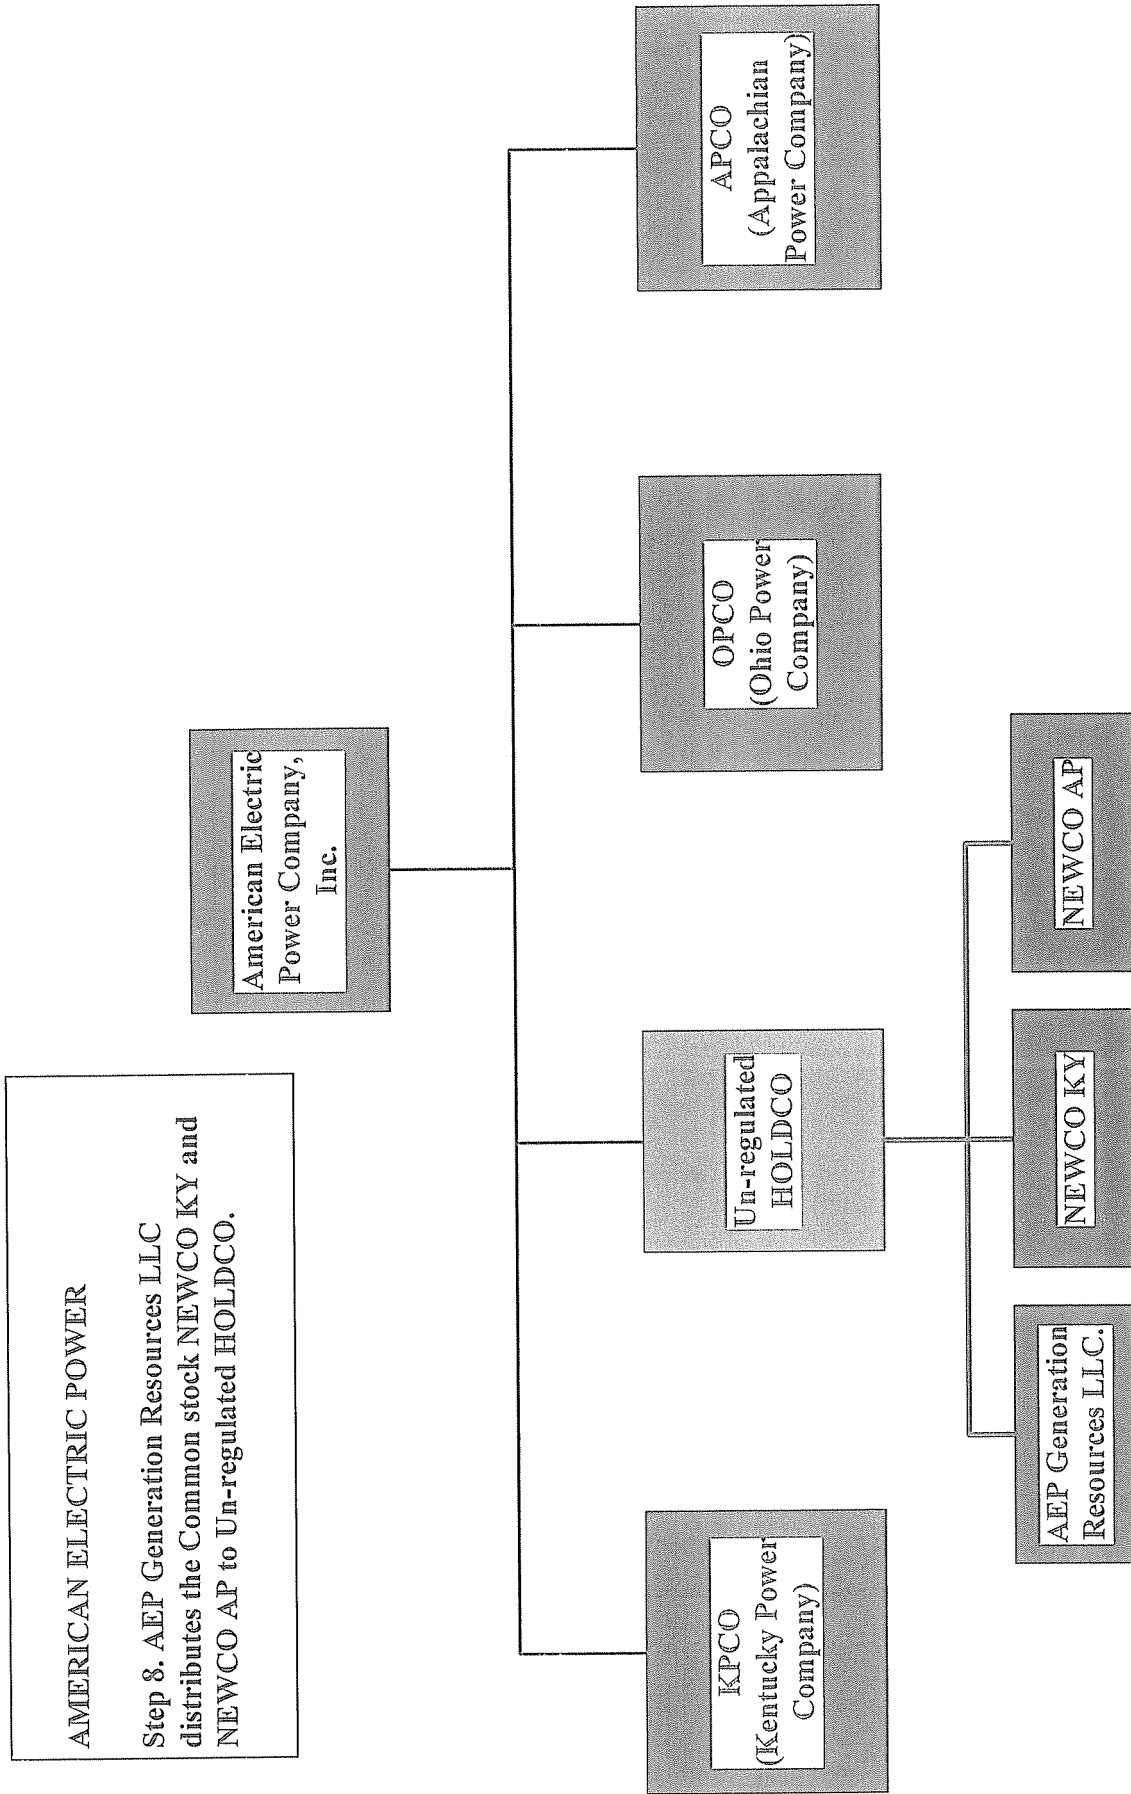 AMERICAN ELECTRIC POWER
Step 8. AEP Generation Resources LLC
distributes the Common stock NEWCO KY and
NEWCO AP to Un-regulated HOLDCO.
American Electric
Power Company,
Inc.
KPCO
(Kentucky Power
Company)
Un-regulated
HOLDCO
OPCO
(Ohio Power
Company)
APCO
(Appalachian
Power Company)
AEP Generation
Resources LLC.
NEWCO KY
NEWCO AP